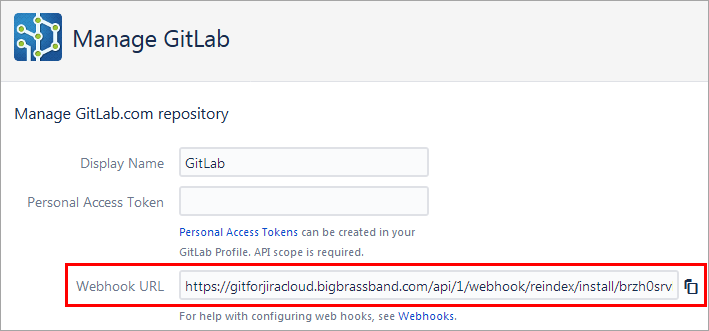 Manage GitLab
Manage GitLab.com repository
Display Name GitLab
Personal Access Token
Personal Access Tokens can be created in your
GitLab Profile. API scope is required.
Webhook URL https://gitforjiracloud.bigbrassband.com/api/1/webhook/reindex/install/brzh0srv
For help with configuring web hooks, see Webhooks.